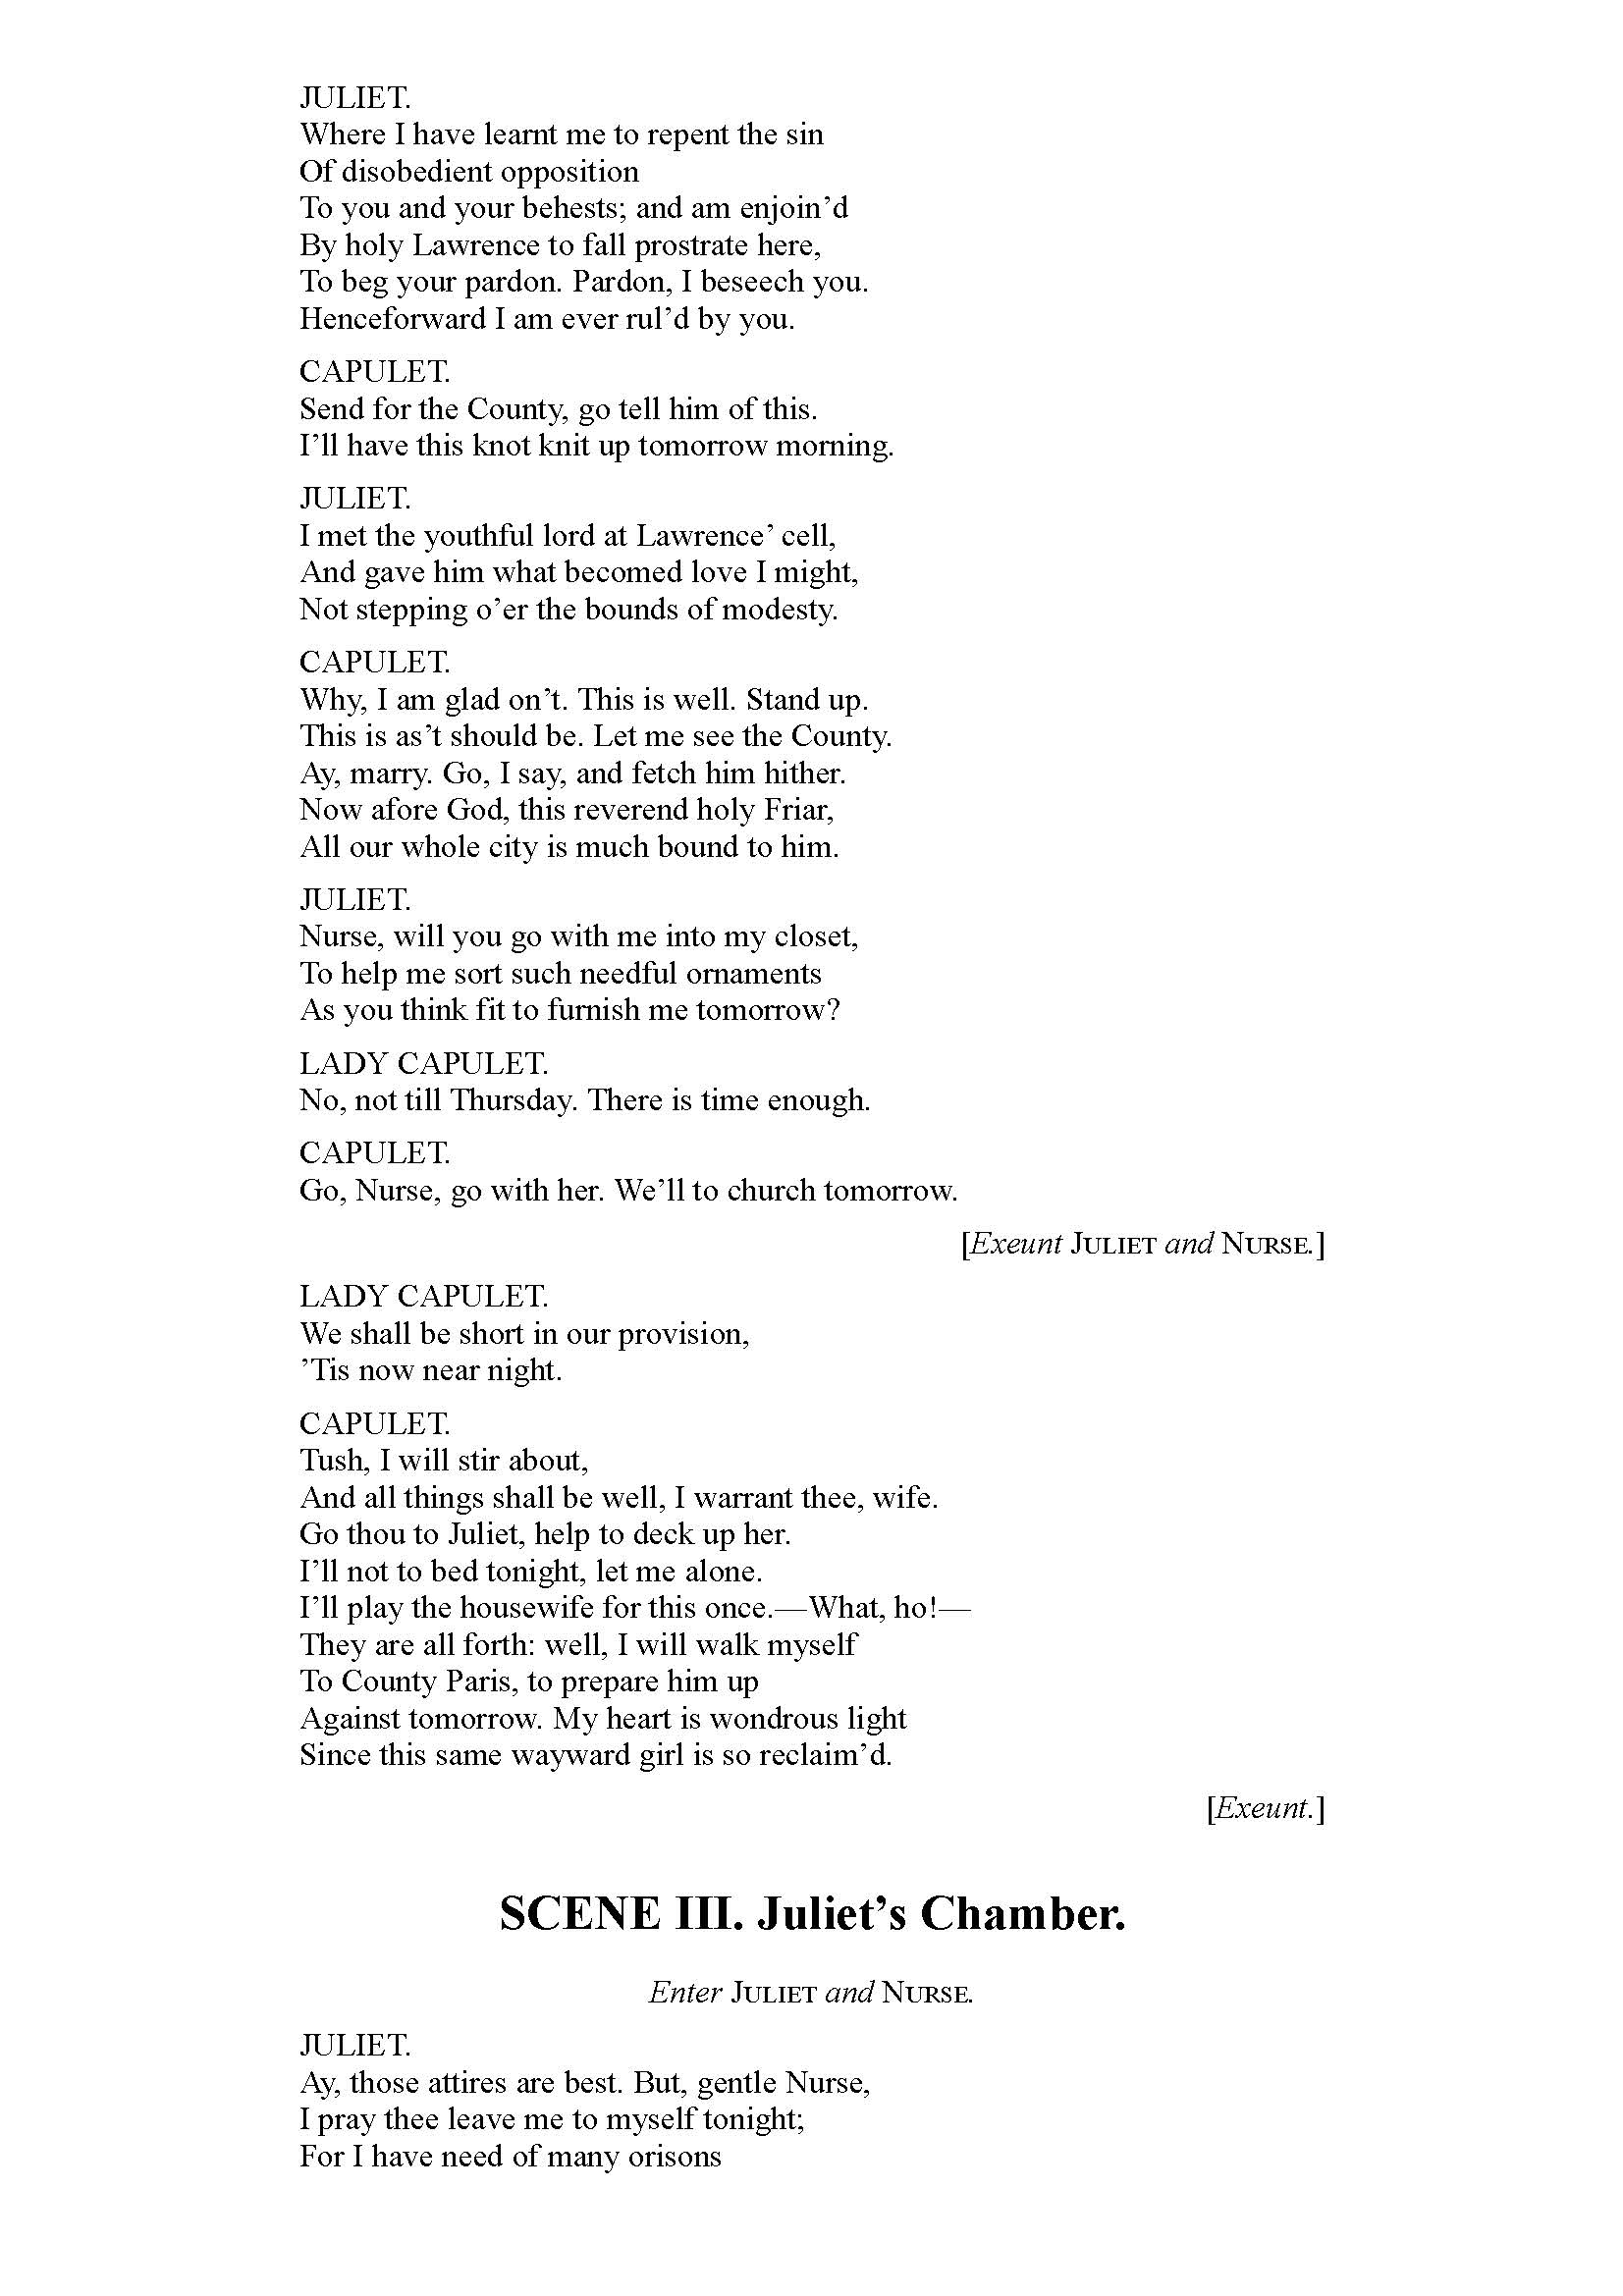 JULIET.
Where I have learnt me to repent the sin
Of disobedient opposition
To you and your behests; and am enjoin’d
By holy Lawrence to fall prostrate here,
To beg your pardon. Pardon, I beseech you.
Henceforward I am ever rul’d by you.
CAPULET.
Send for the County, go tell him of this.
I’ll have this knot knit up tomorrow morning.
JULIET.
I met the youthful lord at Lawrence’ cell,
And gave him what becomed love I might,
Not stepping o’er the bounds of modesty.
CAPULET.
Why, I am glad on’t. This is well. Stand up.
This is as’t should be. Let me see the County.
Ay, marry. Go, I say, and fetch him hither.
Now afore God, this reverend holy Friar,
All our whole city is much bound to him.
JULIET.
Nurse, will you go with me into my closet,
To help me sort such needful ornaments
As you think fit to furnish me tomorrow?
LADY CAPULET.
No, not till Thursday. There is time enough.
CAPULET.
Go, Nurse, go with her. We’ll to church tomorrow.
[Exeunt JULIET and NURSE.]
LADY CAPULET.
We shall be short in our provision,
’Tis now near night.
CAPULET.
Tush, I will stir about,
And all things shall be well, I warrant thee, wife.
Go thou to Juliet, help to deck up her.
I’ll not to bed tonight, let me alone.
I’ll play the housewife for this once.—What, ho!—
They are all forth: well, I will walk myself
To County Paris, to prepare him up
Against tomorrow. My heart is wondrous light
Since this same wayward girl is so reclaim’d.
[Exeunt.]
SCENE III. Juliet’s Chamber.
Enter JULIET and NURSE.
JULIET.
Ay, those attires are best. But, gentle Nurse,
I pray thee leave me to myself tonight;
For I have need of many orisons